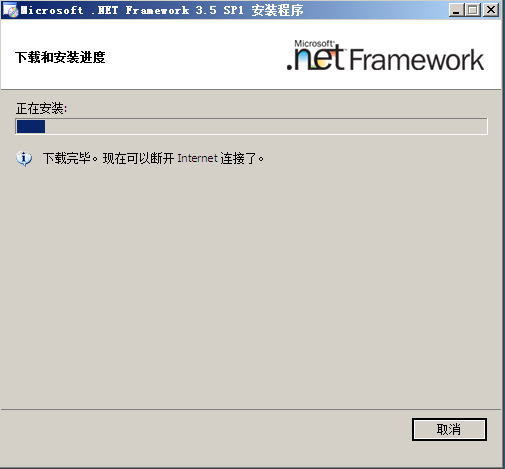 Microsoft .NET Framework 3.5 SP1 安装程序
下载和安装进度
Microsoft
.net Framework
正在安装:
下载完毕。现在可以断开 Internet 连接了。
取消